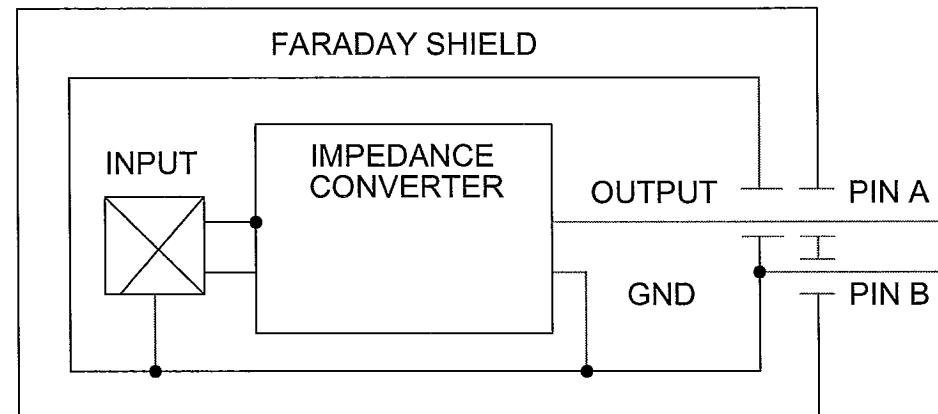 FARADAY SHIELD
INPUT
IMPEDANCE
CONVERTER
OUTPUT
PIN A
GND
PIN B